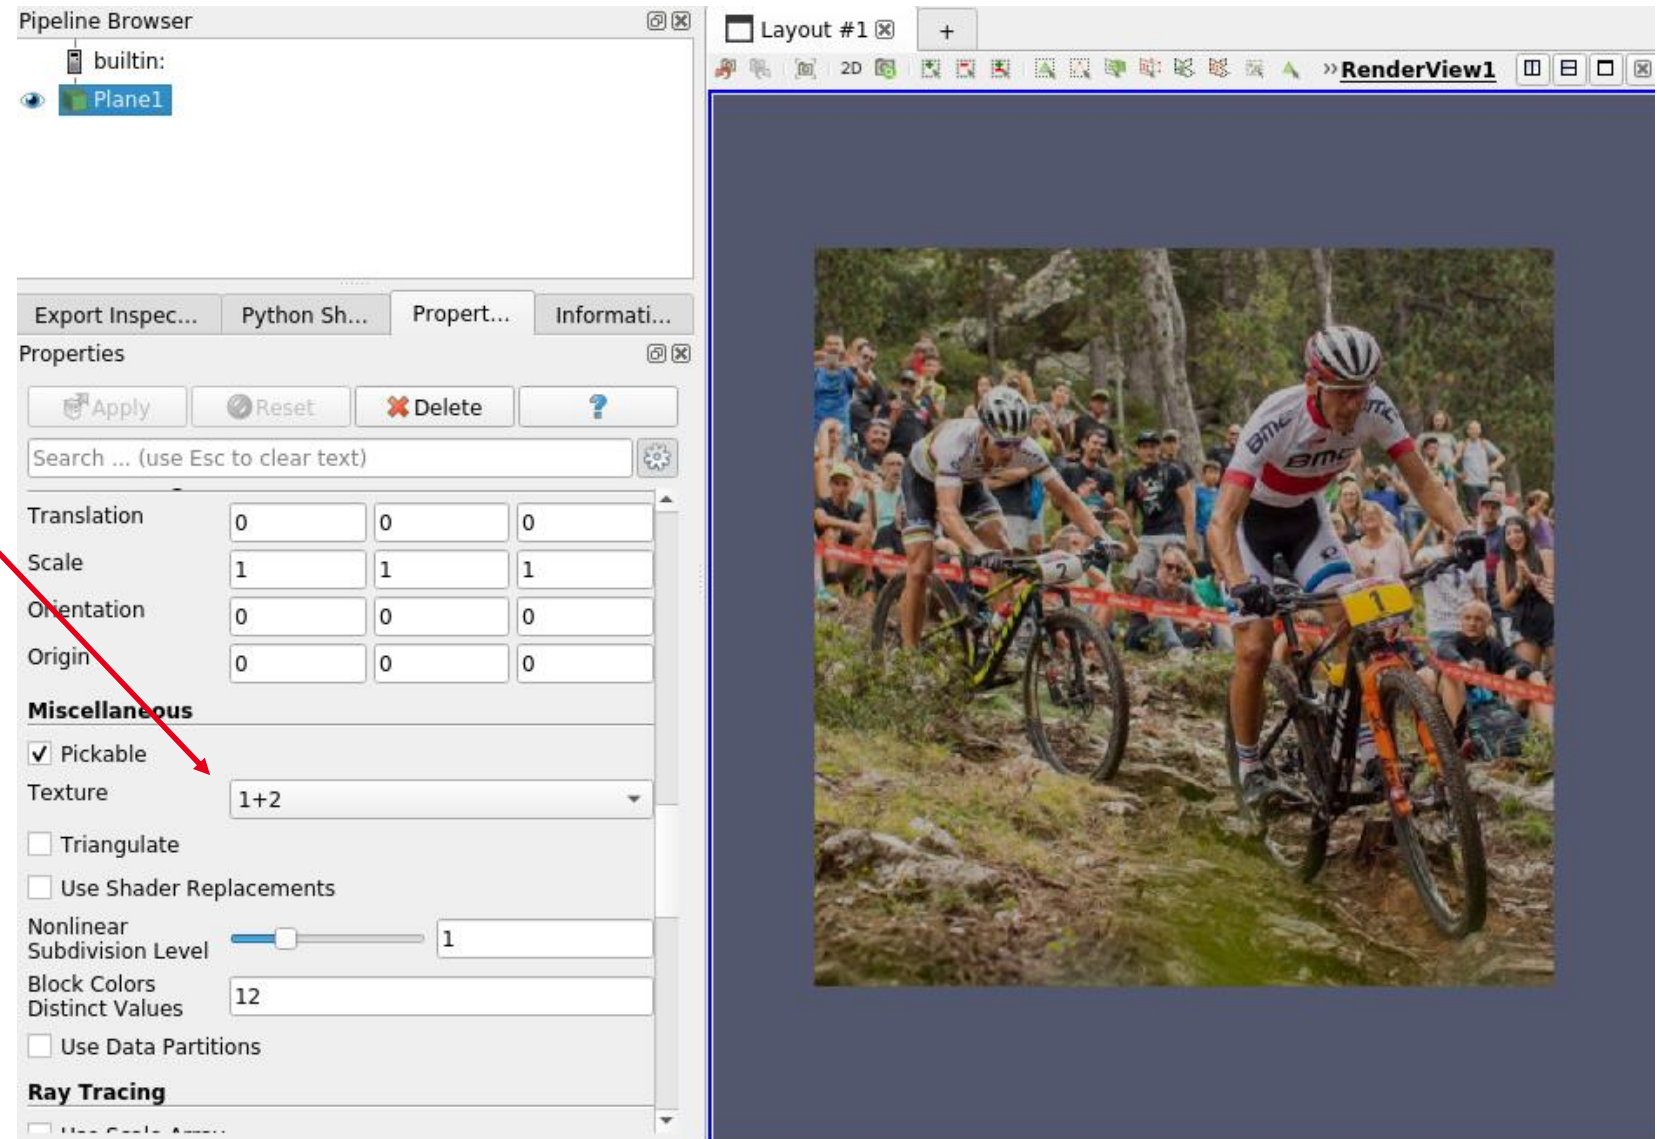 Pipeline Browser
builtin:
Plane1
Export Inspec...
Python Sh...
Propert...
Informati...
Properties
Apply
Reset
Delete
?
Search ... (use Esc to clear text)
Translation 0 0 0
Scale 1 1 1
Orientation 0 0 0
Origin 0 0 0
Miscellaneous
Pickable
Texture 1+2
Triangulate
Use Shader Replacements
Nonlinear
Subdivision Level 1
Block Colors
Distinct Values 12
Use Data Partitions
Ray Tracing
Layout #1
+
2D
»RenderView1
BMC
BMC
2
1